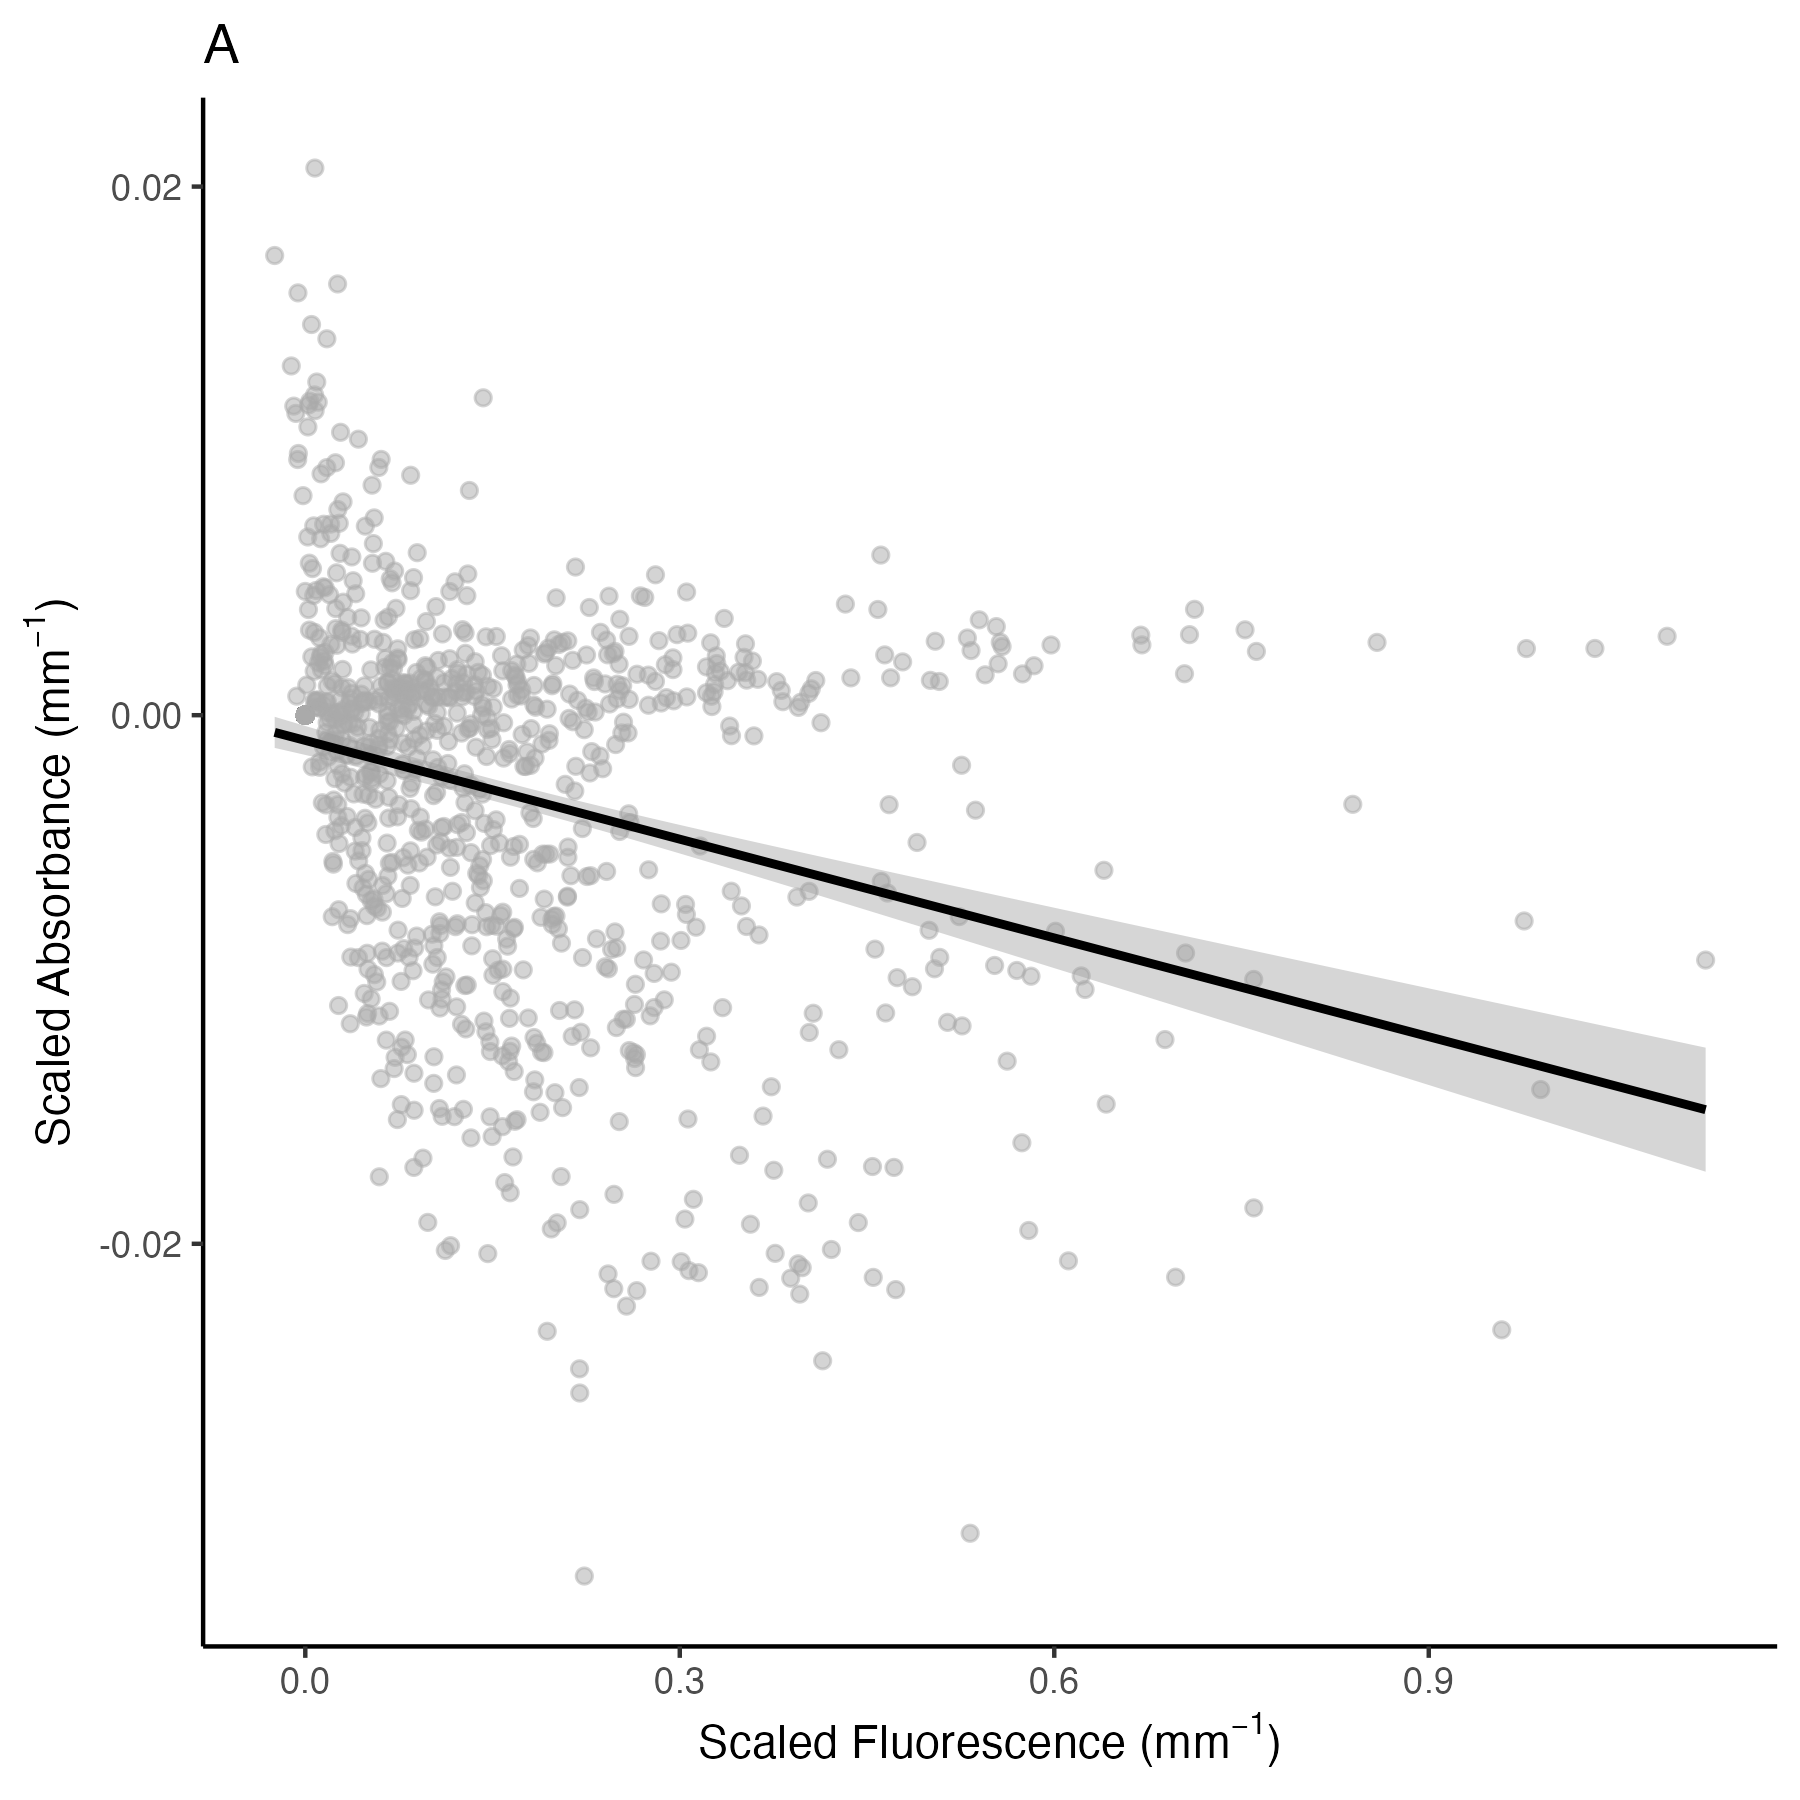 A
0.02
0.00
-0.02
Scaled Absorbance (mm⁻¹)
0.0 0.3 0.6 0.9
Scaled Fluorescence (mm⁻¹)